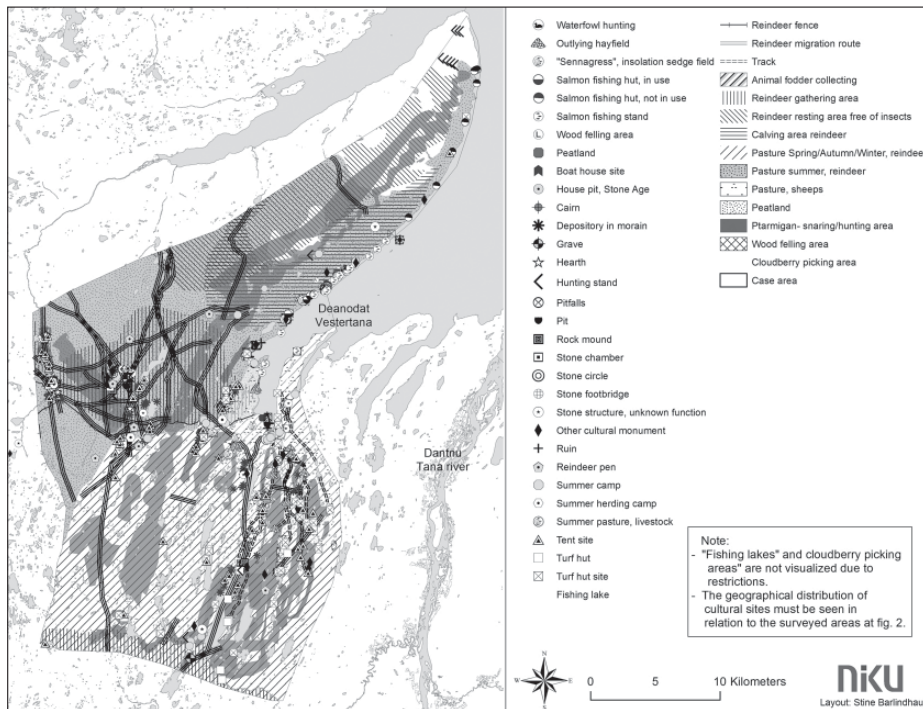 Deanodat
Vestertana
Dantnu
Tana river
Waterfowl hunting
Outlying hayfield
"Sennagress", insolation sedge field
Salmon fishing hut, in use
Salmon fishing hut, not in use
Salmon fishing stand
Wood felling area
Peatland
Boat house site
House pit, Stone Age
Cairn
Depository in morain
Grave
Hearth
Hunting stand
Pitfalls
Pit
Rock mound
Stone chamber
Stone circle
Stone footbridge
Stone structure, unknown function
Other cultural monument
Ruin
Reindeer pen
Summer camp
Summer herding camp
Summer pasture, livestock
Tent site
Turf hut
Turf hut site
Fishing lake
Reindeer fence
Reindeer migration route
Track
Animal fodder collecting
Reindeer gathering area
Reindeer resting area free of insects
Calving area reindeer
Pasture Spring/Autumn/Winter, reindee
Pasture summer, reindeer
Pasture, sheeps
Peatland
Ptarmigan- snaring/hunting area
Wood felling area
Cloudberry picking area
Case area
Note:
- "Fishing lakes" and cloudberry picking
areas" are not visualized due to
restrictions.
- The geographical distribution of
cultural sites must be seen in
relation to the surveyed areas at fig. 2.
N
W E
S
0 5 10 Kilometers
NIKU
Layout: Stine Barlindhau